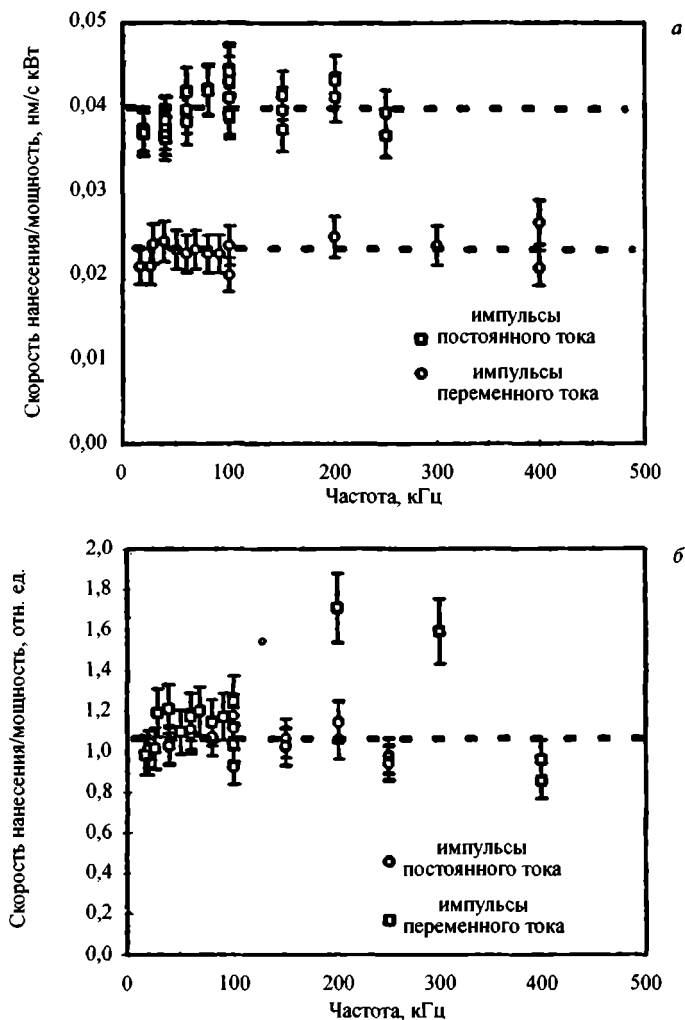 а
Скорость нанесения/мощность, нм/с кВт
0,05
0,04
0,03
0,02
0,01
0,00
импульсы
постоянного тока
импульсы
переменного тока
0 100 200 300 400 500
Частота, кГц
б
Скорость нанесения/мощность, отн. ед.
2,0
1,8
1,6
1,4
1,2
1,0
0,8
0,6
0,4
0,2
0,0
импульсы
постоянного тока
импульсы
переменного тока
0 100 200 300 400 500
Частота, кГц